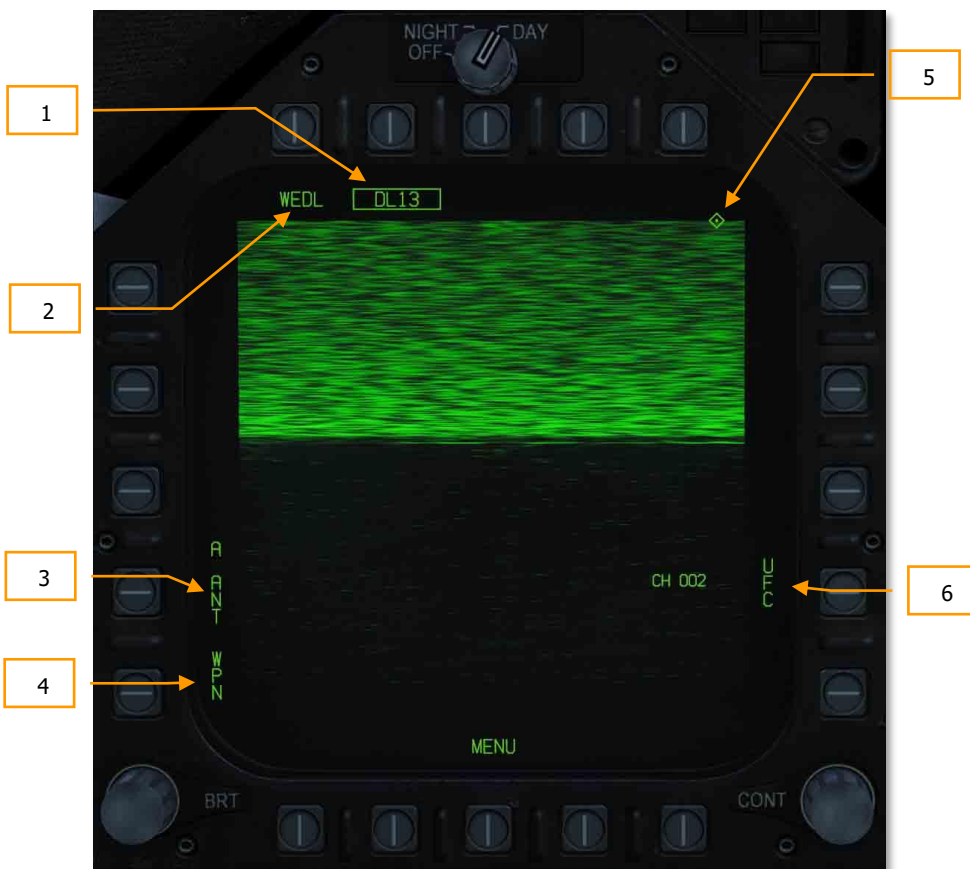 NIGHT DAY
OFF
5
1
WEDL DL13
2
A
3
ANT
CH 002
UFC
6
4
WPN
MENU
BRT
CONT